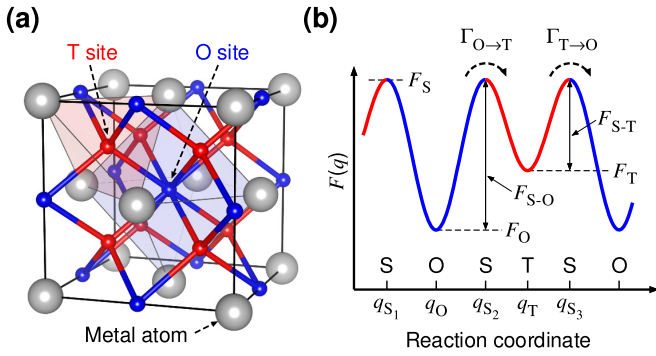 (a)
T site
O site
Metal atom
(b)
Γ_{O→T}
Γ_{T→O}
F_S
F_{S-T}
F_T
F_{S-O}
F_O
F(q)
S O S T S O
q_{S_1} q_O q_{S_2} q_T q_{S_3}
Reaction coordinate